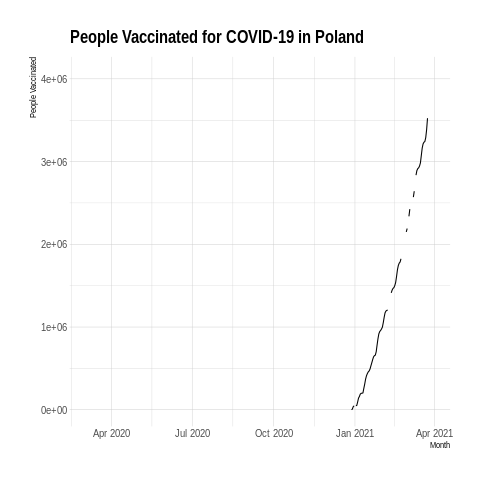 People Vaccinated for COVID-19 in Poland
People Vaccinated
4e+06
3e+06
2e+06
1e+06
0e+00
Apr 2020 Jul 2020 Oct 2020 Jan 2021 Apr 2021
Month